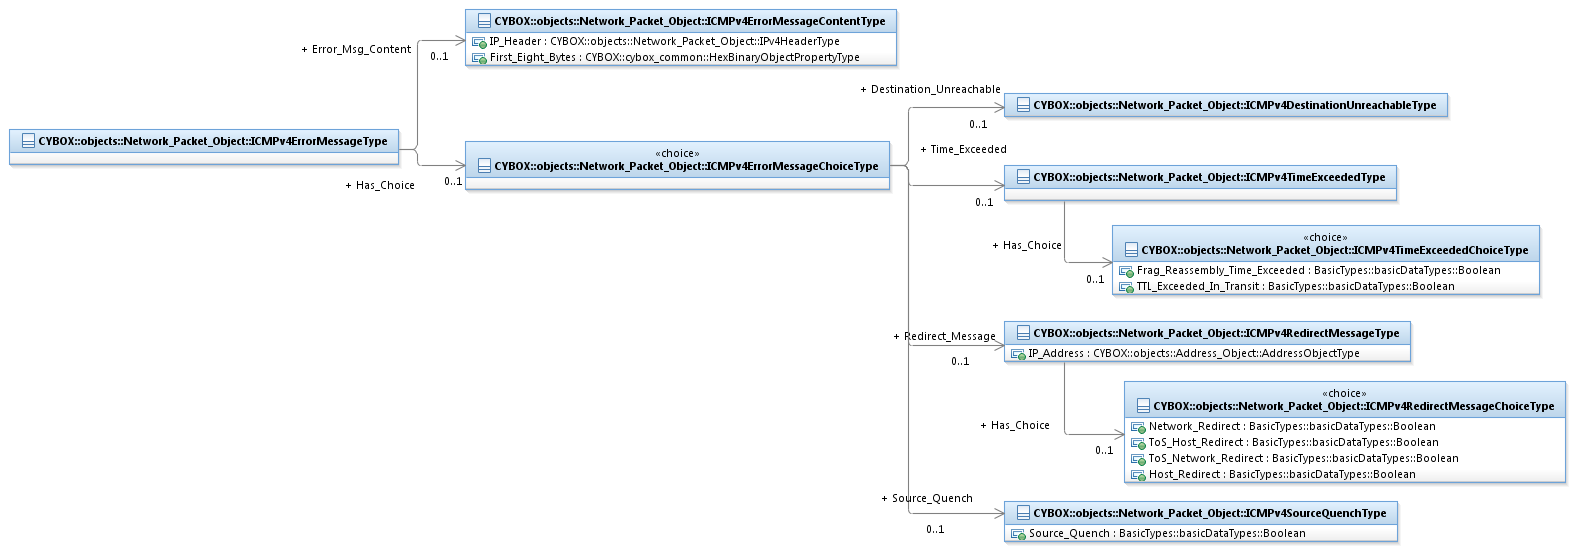 CYBOX::objects::Network_Packet_Object::ICMPv4ErrorMessageContentType
IP_Header : CYBOX::objects::Network_Packet_Object::IPv4HeaderType
First_Eight_Bytes : CYBOX::cybox_common::HexBinaryObjectPropertyType
+ Error_Msg_Content
0..1
CYBOX::objects::Network_Packet_Object::ICMPv4ErrorMessageType
+ Has_Choice
0..1
«choice»
CYBOX::objects::Network_Packet_Object::ICMPv4ErrorMessageChoiceType
+ Destination_Unreachable
0..1
CYBOX::objects::Network_Packet_Object::ICMPv4DestinationUnreachableType
+ Time_Exceeded
0..1
CYBOX::objects::Network_Packet_Object::ICMPv4TimeExceededType
+ Has_Choice
0..1
«choice»
CYBOX::objects::Network_Packet_Object::ICMPv4TimeExceededChoiceType
Frag_Reassembly_Time_Exceeded : BasicTypes::basicDataTypes::Boolean
TTL_Exceeded_In_Transit : BasicTypes::basicDataTypes::Boolean
+ Redirect_Message
0..1
CYBOX::objects::Network_Packet_Object::ICMPv4RedirectMessageType
IP_Address : CYBOX::objects::Address_Object::AddressObjectType
+ Has_Choice
0..1
«choice»
CYBOX::objects::Network_Packet_Object::ICMPv4RedirectMessageChoiceType
Network_Redirect : BasicTypes::basicDataTypes::Boolean
ToS_Host_Redirect : BasicTypes::basicDataTypes::Boolean
ToS_Network_Redirect : BasicTypes::basicDataTypes::Boolean
Host_Redirect : BasicTypes::basicDataTypes::Boolean
+ Source_Quench
0..1
CYBOX::objects::Network_Packet_Object::ICMPv4SourceQuenchType
Source_Quench : BasicTypes::basicDataTypes::Boolean